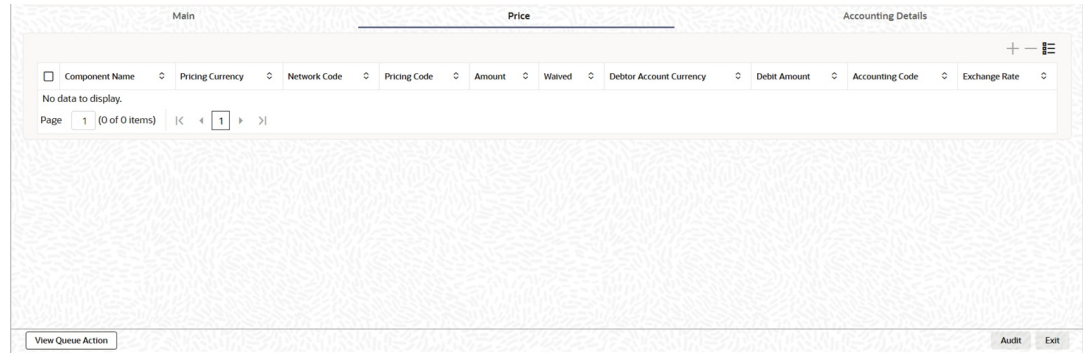 Main Price Accounting Details
Component Name Pricing Currency Network Code Pricing Code Amount Waived Debtor Account Currency Debit Amount Accounting Code Exchange Rate
No data to display.
Page 1 (0 of 0 items) 1
View Queue Action Audit Exit